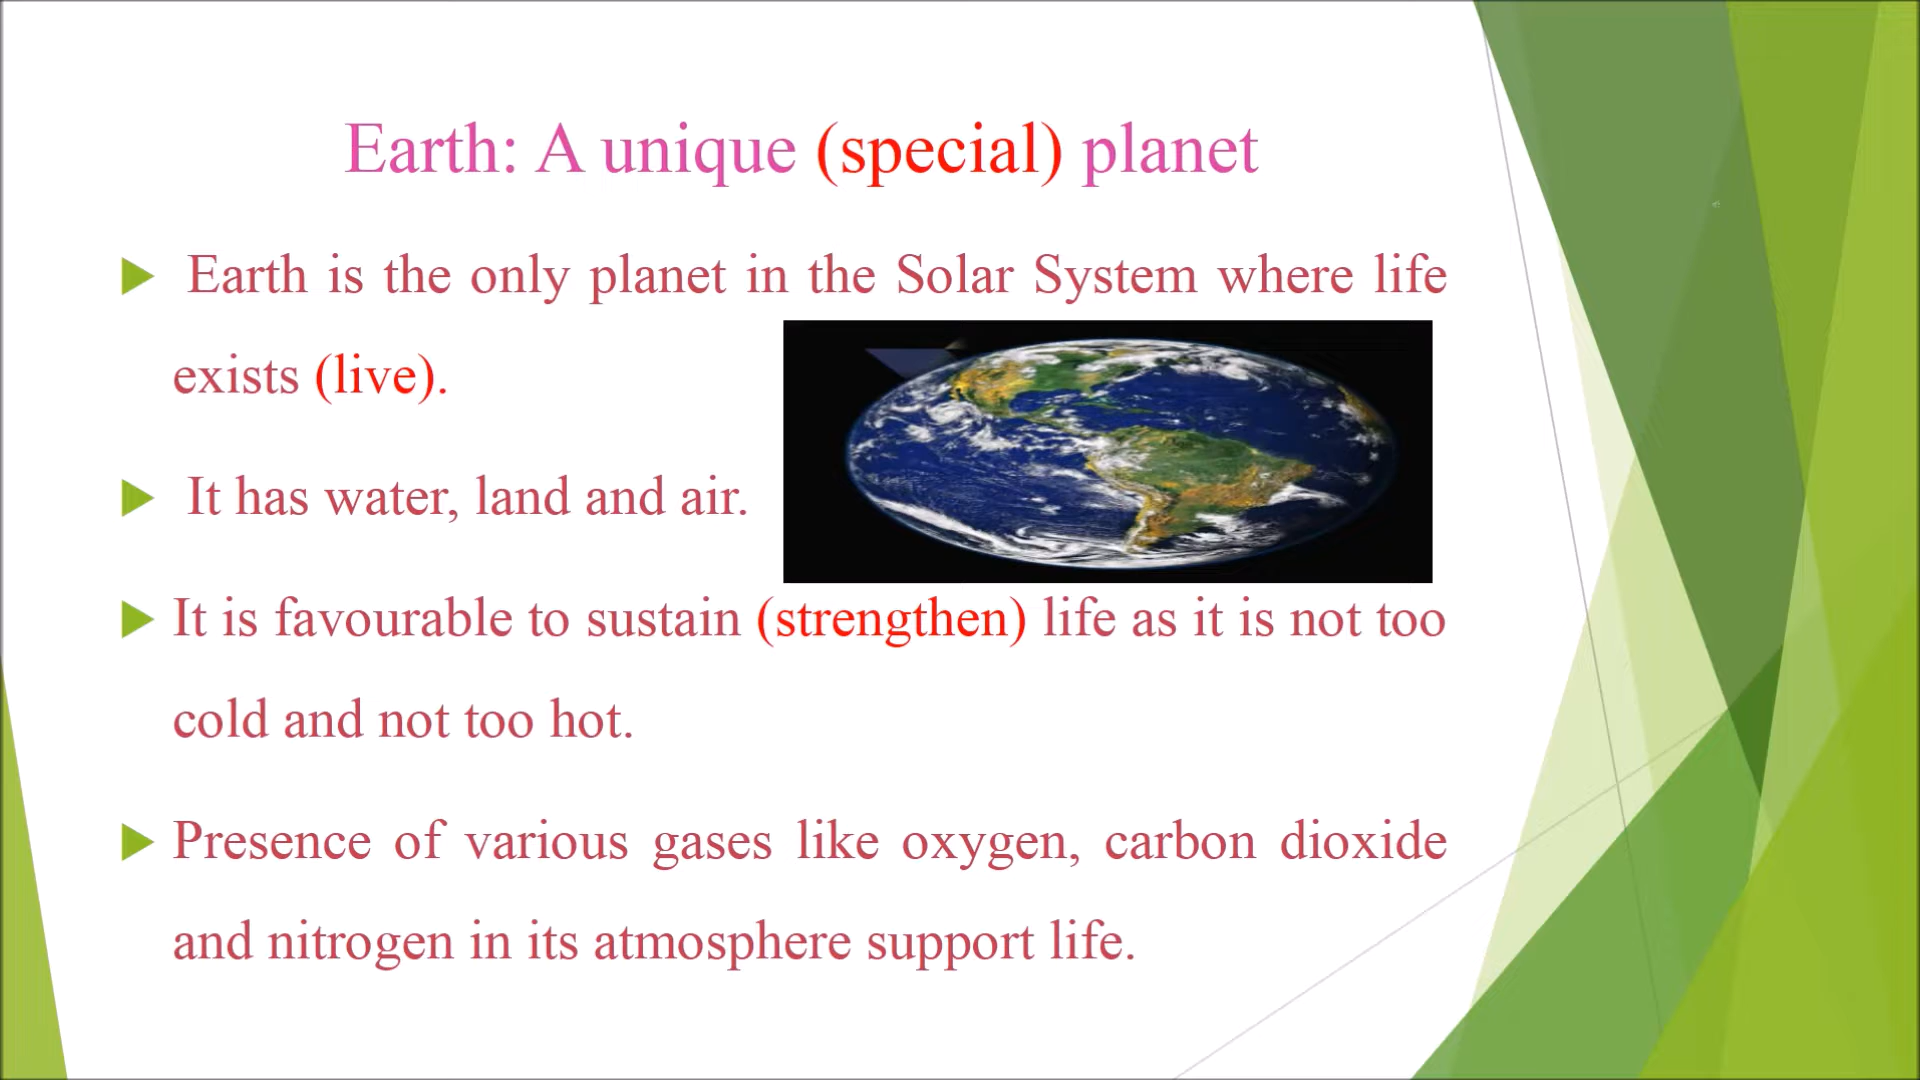 Earth: A unique (special) planet
Earth is the only planet in the Solar System where life
exists (live).
It has water, land and air.
It is favourable to sustain (strengthen) life as it is not too
cold and not too hot.
Presence of various gases like oxygen, carbon dioxide
and nitrogen in its atmosphere support life.